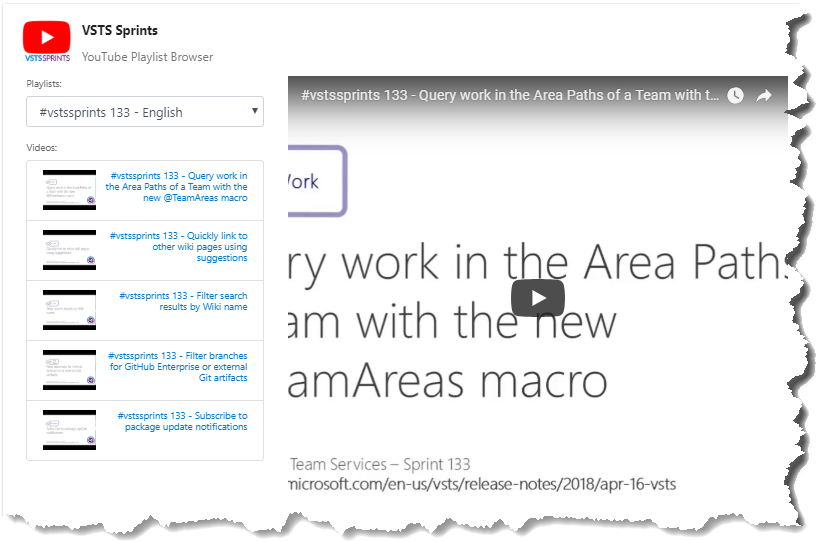 VSTS Sprints
VSTSSPRINTS
YouTube Playlist Browser
Playlists:
#vstssprints 133 - English
Videos:
#vstssprints 133 - Query work in
the Area Paths of a Team with the
new @TeamAreas macro
#vstssprints 133 - Quickly link to
other wiki pages using
suggestions
#vstssprints 133 - Filter search
results by Wiki name
#vstssprints 133 - Filter branches
for GitHub Enterprise or external
Git artifacts
#vstssprints 133 - Subscribe to
package update notifications
#vstssprints 133 - Query work in the Area Paths of a Team with t...
Work
ry work in the Area Paths
am with the new
eamAreas macro
Team Services – Sprint 133
microsoft.com/en-us/vsts/release-notes/2018/apr-16-vsts